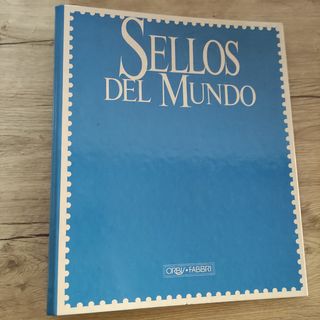 SELLOS
DEL MUNDO
ORBIS • FABBRI